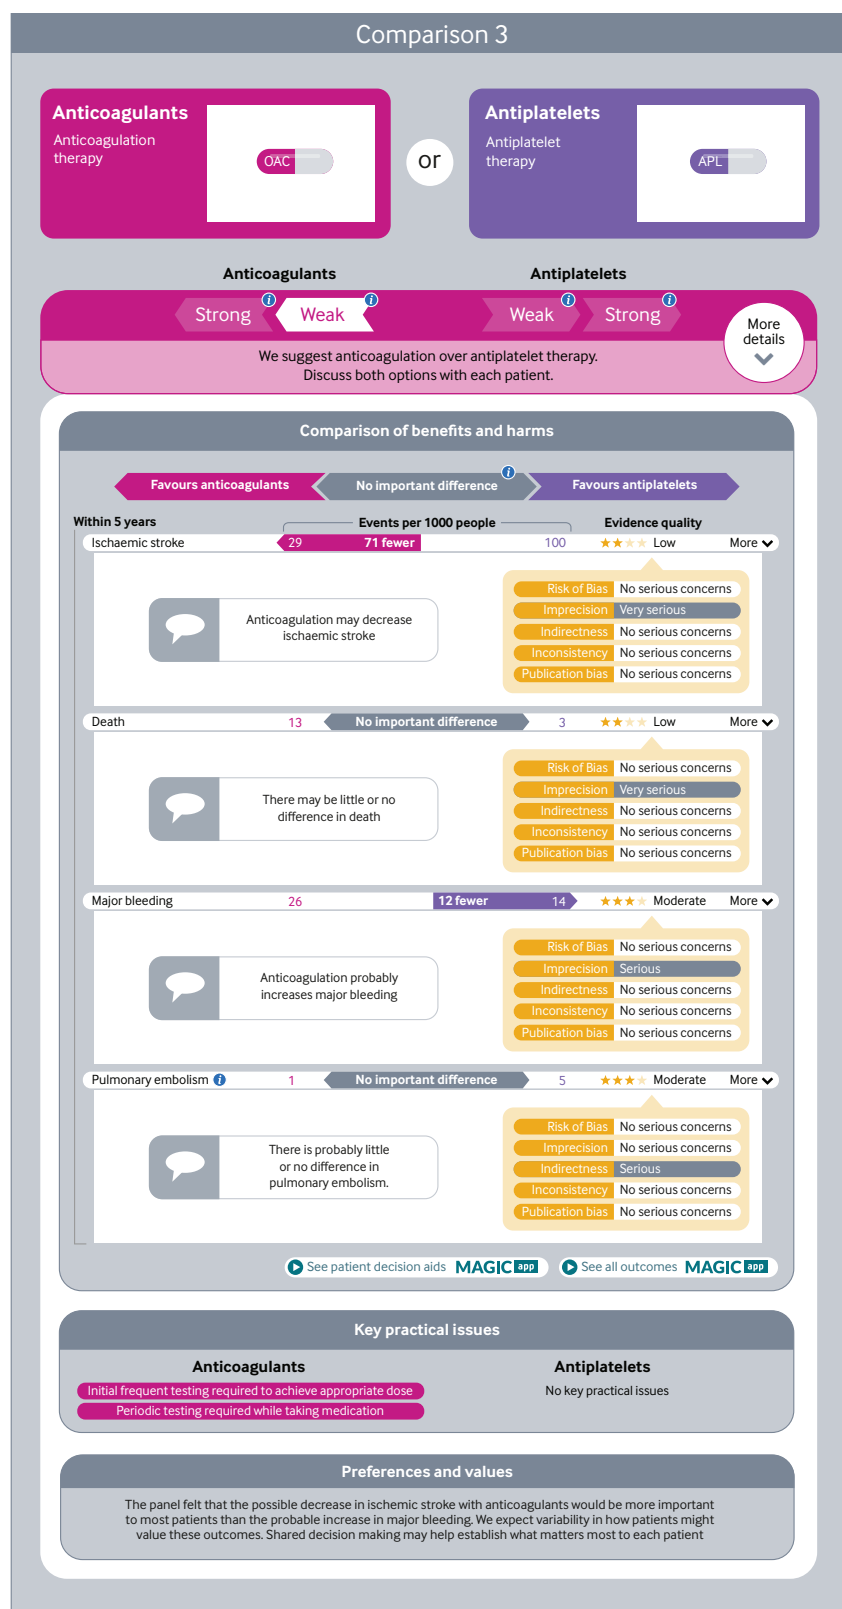 Comparison 3
Anticoagulants
Anticoagulation
therapy
OAC
or
Antiplatelets
Antiplatelet
therapy
APL
Anticoagulants Antiplatelets
Strong Weak Weak Strong
More
details
We suggest anticoagulation over antiplatelet therapy.
Discuss both options with each patient.
Comparison of benefits and harms
Favours anticoagulants No important difference Favours antiplatelets
Within 5 years Events per 1000 people Evidence quality
Ischaemic stroke 29 71 fewer 100 Low More
Anticoagulation may decrease
ischaemic stroke
Risk of Bias No serious concerns
Imprecision Very serious
Indirectness No serious concerns
Inconsistency No serious concerns
Publication bias No serious concerns
Death 13 No important difference 3 Low More
There may be little or no
difference in death
Risk of Bias No serious concerns
Imprecision Very serious
Indirectness No serious concerns
Inconsistency No serious concerns
Publication bias No serious concerns
Major bleeding 26 12 fewer 14 Moderate More
Anticoagulation probably
increases major bleeding
Risk of Bias No serious concerns
Imprecision Serious
Indirectness No serious concerns
Inconsistency No serious concerns
Publication bias No serious concerns
Pulmonary embolism i 1 No important difference 5 Moderate More
There is probably little
or no difference in
pulmonary embolism.
Risk of Bias No serious concerns
Imprecision No serious concerns
Indirectness Serious
Inconsistency No serious concerns
Publication bias No serious concerns
See patient decision aids MAGIC app See all outcomes MAGIC app
Key practical issues
Anticoagulants
Initial frequent testing required to achieve appropriate dose
Periodic testing required while taking medication
Antiplatelets
No key practical issues
Preferences and values
The panel felt that the possible decrease in ischemic stroke with anticoagulants would be more important
to most patients than the probable increase in major bleeding. We expect variability in how patients might
value these outcomes. Shared decision making may help establish what matters most to each patient